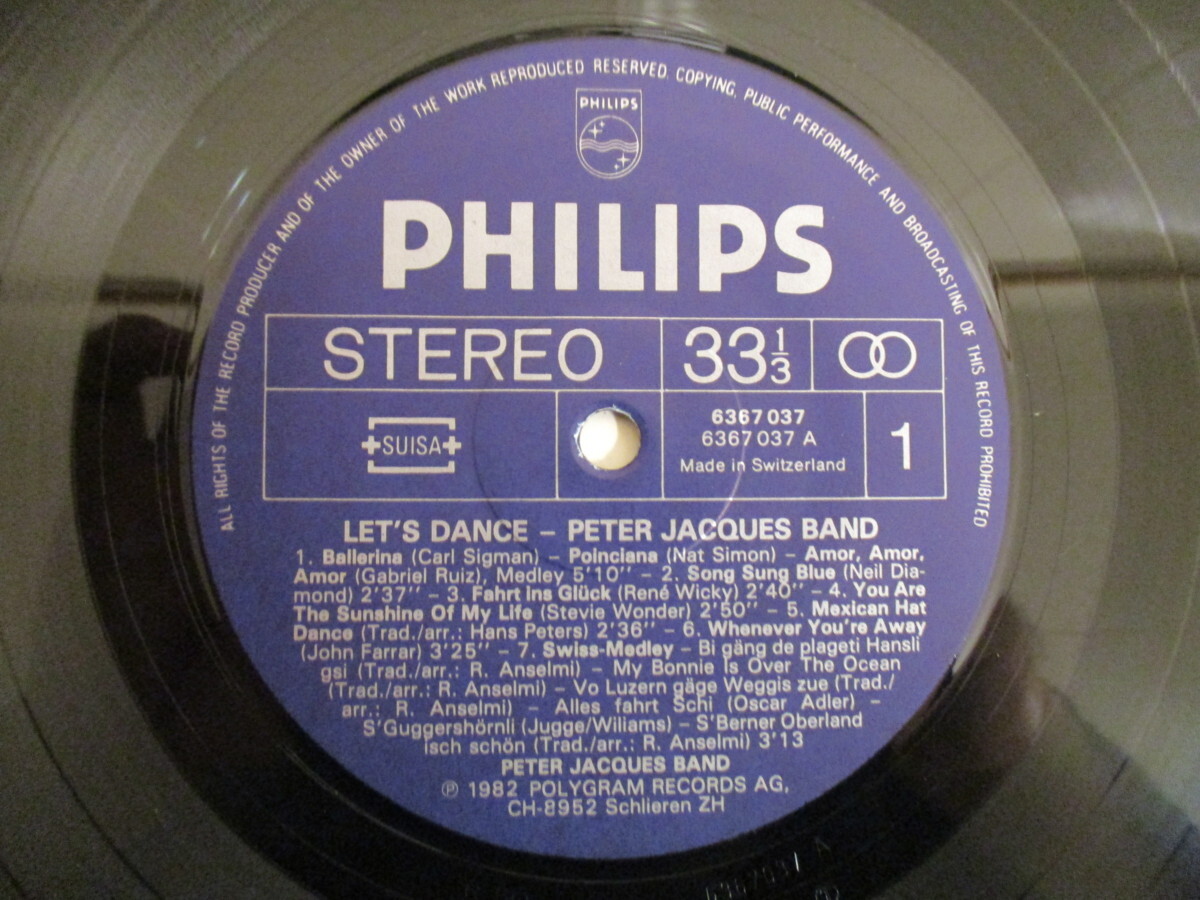 ALL RIGHTS OF THE RECORD PRODUCER AND OF THE OWNER OF THE WORK REPRODUCED RESERVED. COPYING, PUBLIC PERFORMANCE AND BROADCASTING OF THIS RECORD PROHIBITED
PHILIPS
PHILIPS
STEREO
33 1/3
SUISA
6367 037
6367 037 A
Made in Switzerland
1
LET'S DANCE – PETER JACQUES BAND
1. Ballerina (Carl Sigman) – Poinciana (Nat Simon) – Amor, Amor,
Amor (Gabriel Ruiz), Medley 5'10'' – 2. Song Sung Blue (Neil Dia-
mond) 2'37'' – 3. Fahrt ins Glück (René Wicky) 2'40'' – 4. You Are
The Sunshine Of My Life (Stevie Wonder) 2'50'' – 5. Mexican Hat
Dance (Trad./arr.: Hans Peters) 2'36'' – 6. Whenever You're Away
(John Farrar) 3'25'' – 7. Swiss-Medley – Bi gäng de plageti Hansli
gsi (Trad./arr.: R. Anselmi) – My Bonnie Is Over The Ocean
(Trad./arr.: R. Anselmi) – Vo Luzern gäge Weggis zue (Trad./
arr.: R. Anselmi) – Alles fahrt Schi (Oscar Adler) –
S'Guggershörnli (Jugge/Wiliams) – S'Berner Oberland
isch schön (Trad./arr.: R. Anselmi) 3'13
PETER JACQUES BAND
℗ 1982 POLYGRAM RECORDS AG,
CH-8952 Schlieren ZH
6367037 A